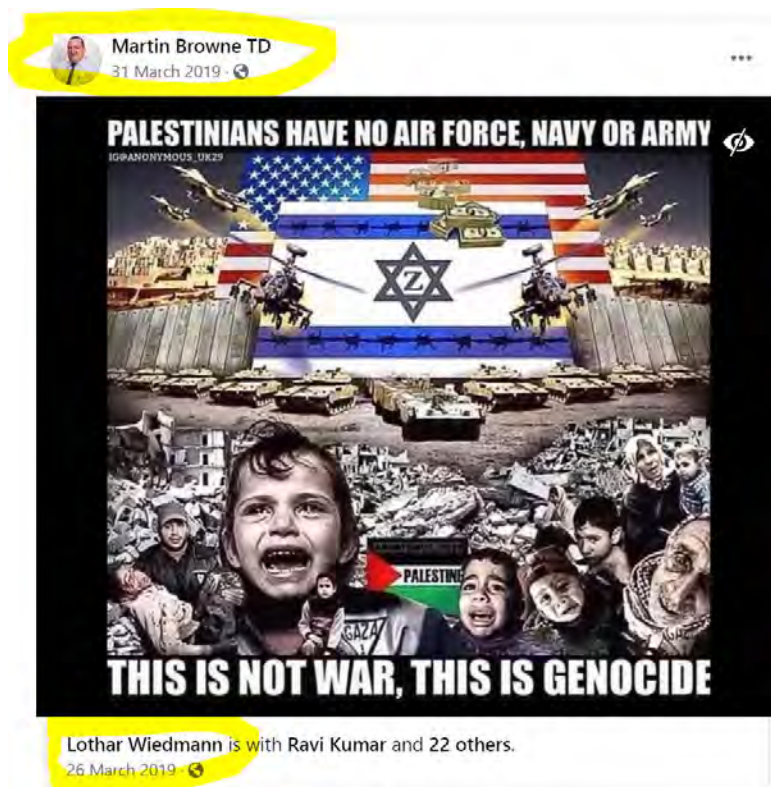 Martin Browne TD
31 March 2019
PALESTINIANS HAVE NO AIR FORCE, NAVY OR ARMY
IG@ANONYMOUS_UK29
Z
PALESTINE
GAZA
THIS IS NOT WAR, THIS IS GENOCIDE
Lothar Wiedmann is with Ravi Kumar and 22 others.
26 March 2019